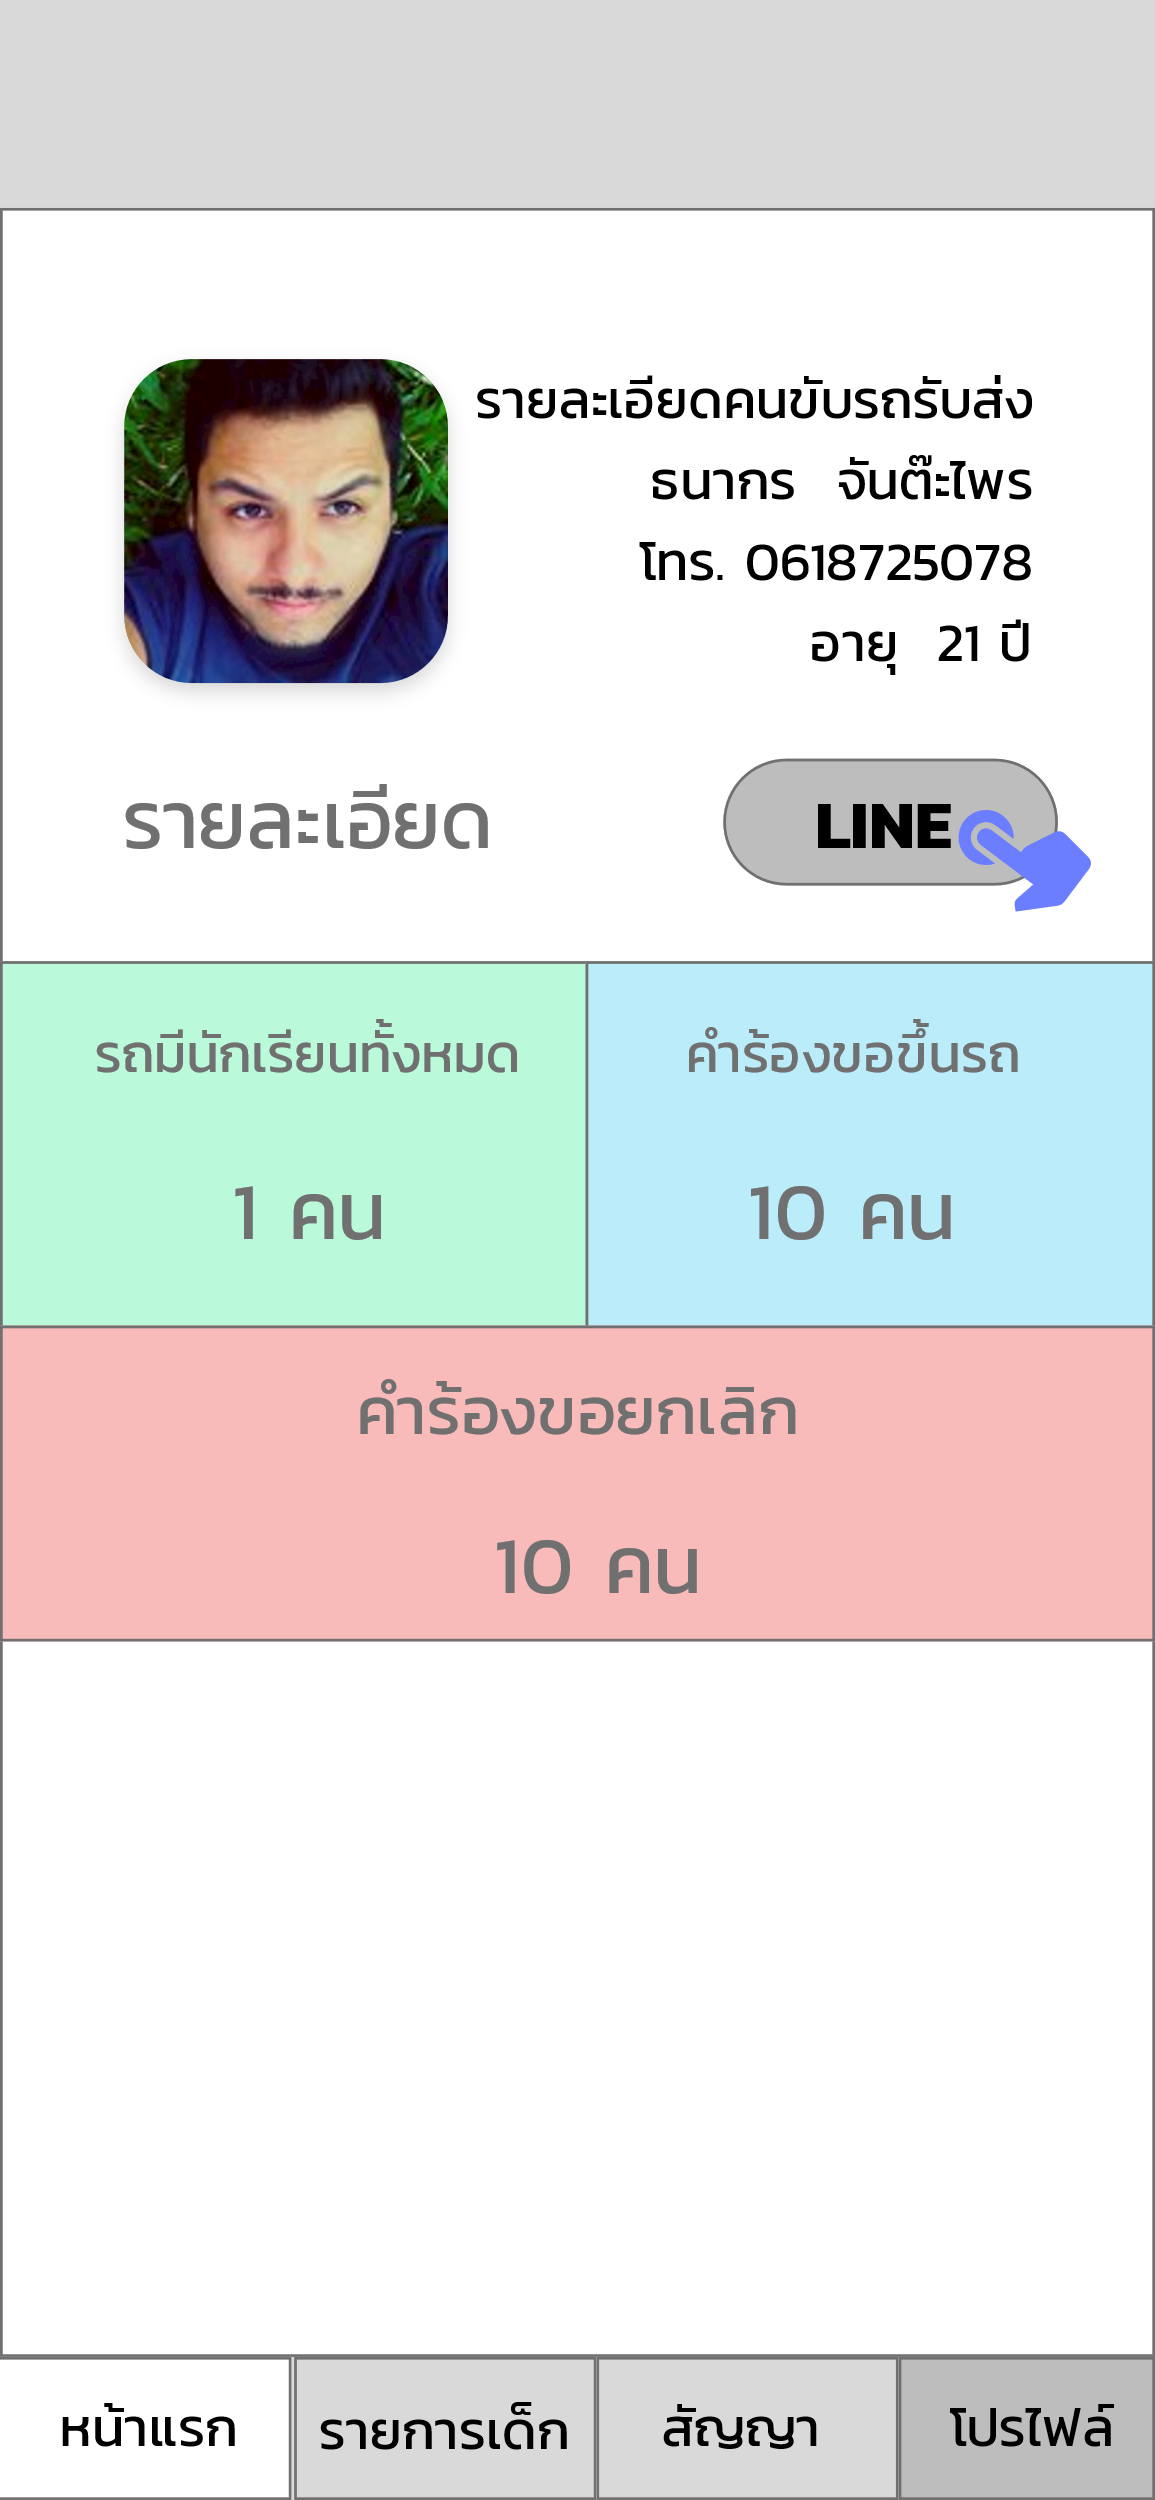 รายละเอียดคนขับรถรับส่ง
ธนากร จันต๊ะไพร
โทร. 0618725078
อายุ 21 ปี
รายละเอียด
LINE
รถมีนักเรียนทั้งหมด
คำร้องขอขึ้นรถ
1 คน
10 คน
คำร้องขอยกเลิก
10 คน
หน้าแรก
รายการเด็ก
สัญญา
โปรไฟล์